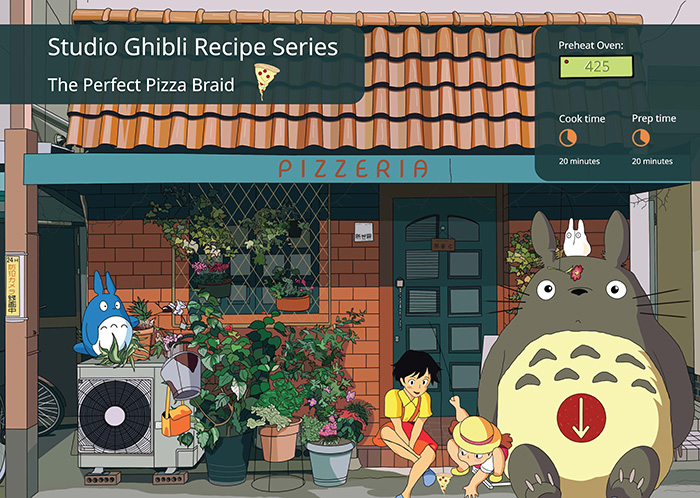 Studio Ghibli Recipe Series
The Perfect Pizza Braid
Preheat Oven:
425
Cook time
Prep time
20 minutes
20 minutes
PIZZERIA
24H